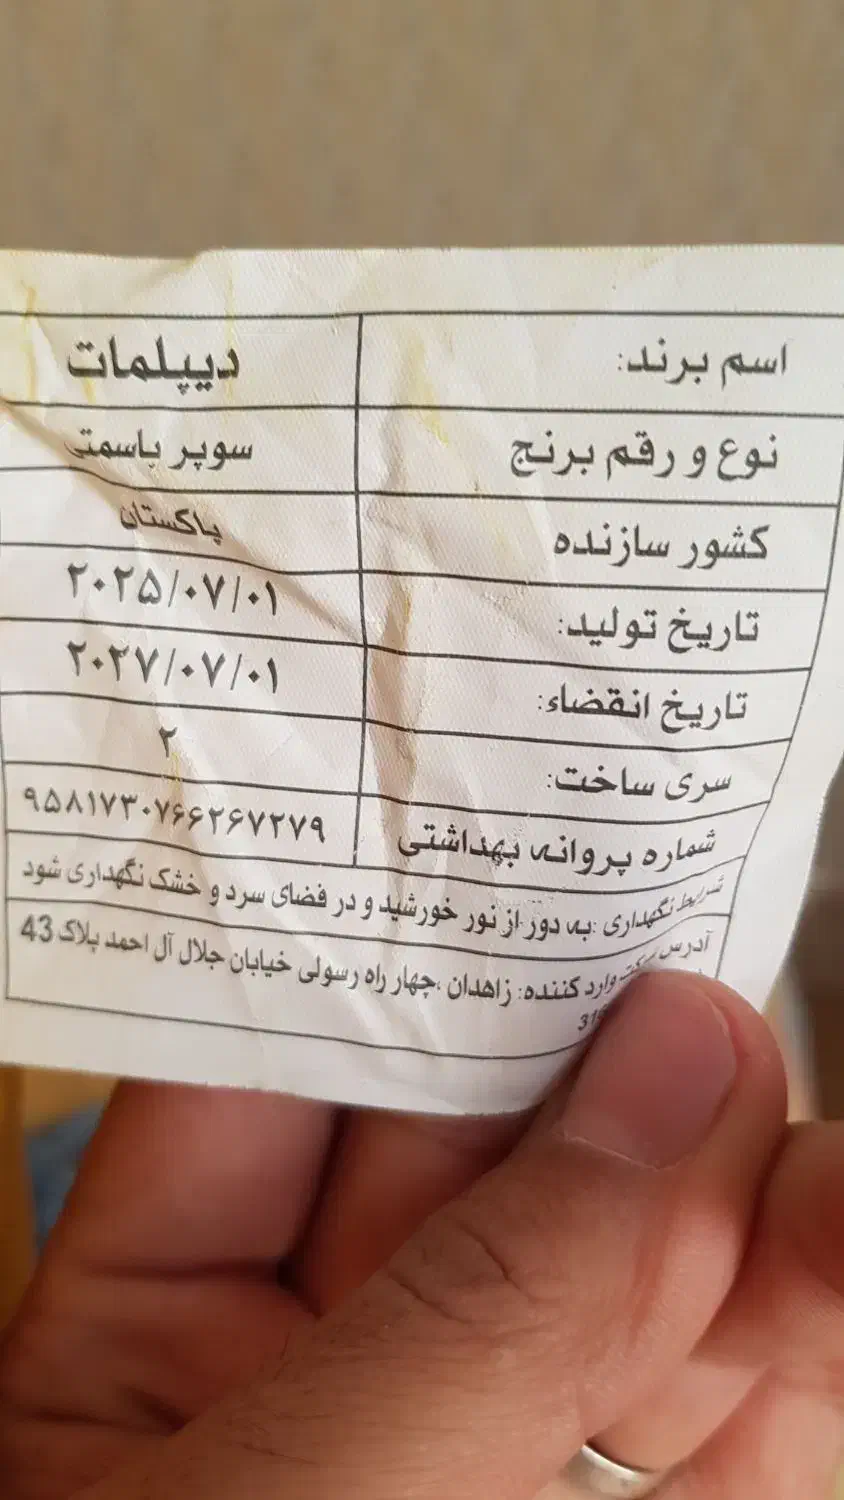 اسم برند: دیپلمات
نوع و رقم برنج سوپر باسمتی
کشور سازنده پاکستان
تاریخ تولید: ۲۰۲۵/۰۷/۰۱
تاریخ انقضاء: ۲۰۲۷/۰۷/۰۱
سری ساخت: ۲
شماره پروانه بهداشتی ۹۵۸۱۷۳۰۷۶۶۲۶۷۲۷۹
شریط نگهداری :به دور از نور خورشید و در فضای سرد و خشک نگهداری شود
آدرس شرکت وارد کننده: زاهدان ،چهار راه رسولی خیابان جلال آل احمد پلاک 43